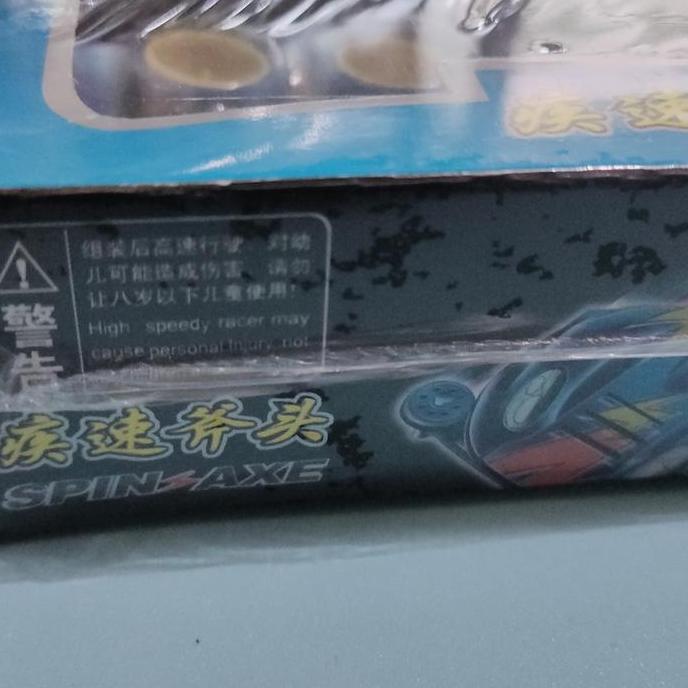 疾速
警告
组装后高速行驶 对动
儿可能造成伤害 请勿
让八岁以下儿童使用!
High speedy racer may
cause personal injury, not
疾速斧头
SPIN AXE